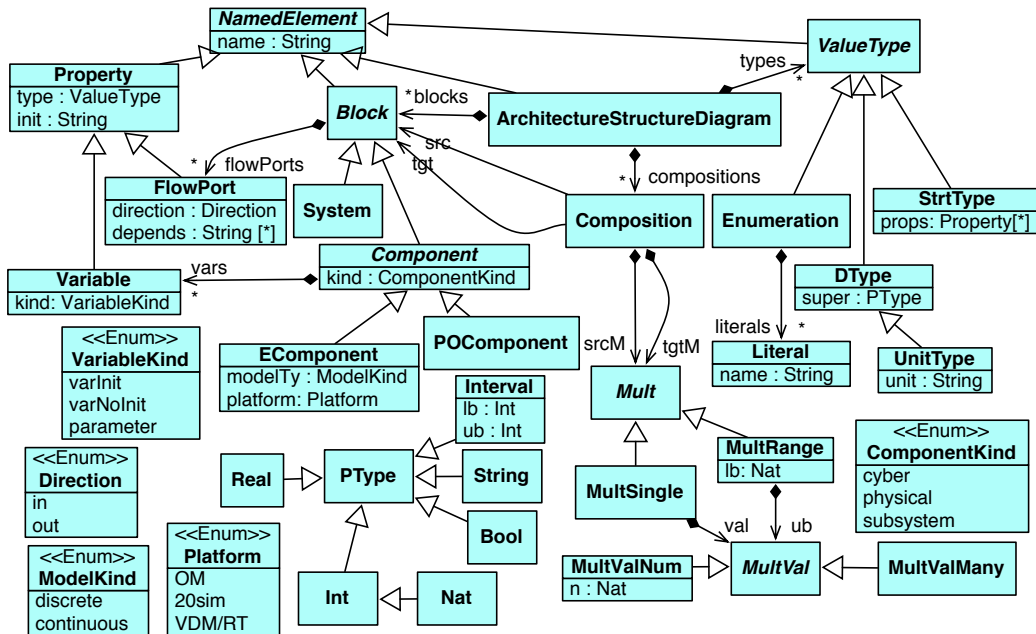 NamedElement
name : String
ValueType
Property
type : ValueType
init : String
types
*
Block
*blocks
ArchitectureStructureDiagram
src
tgt
* flowPorts
* compositions
FlowPort
direction : Direction
depends : String [*]
System
Composition
Enumeration
StrtType
props: Property[*]
Component
kind : ComponentKind
Variable
kind: VariableKind
vars
*
DType
super : PType
literals
*
<<Enum>>
VariableKind
varInit
varNoInit
parameter
EComponent
modelTy : ModelKind
platform: Platform
POComponent
srcM
tgtM
Literal
name : String
UnitType
unit : String
Interval
lb : Int
ub : Int
Mult
<<Enum>>
Direction
in
out
Real
PType
String
MultSingle
MultRange
lb: Nat
<<Enum>>
ComponentKind
cyber
physical
subsystem
Bool
val
ub
<<Enum>>
ModelKind
discrete
continuous
<<Enum>>
Platform
OM
20sim
VDM/RT
Int
Nat
MultValNum
n : Nat
MultVal
MultValMany